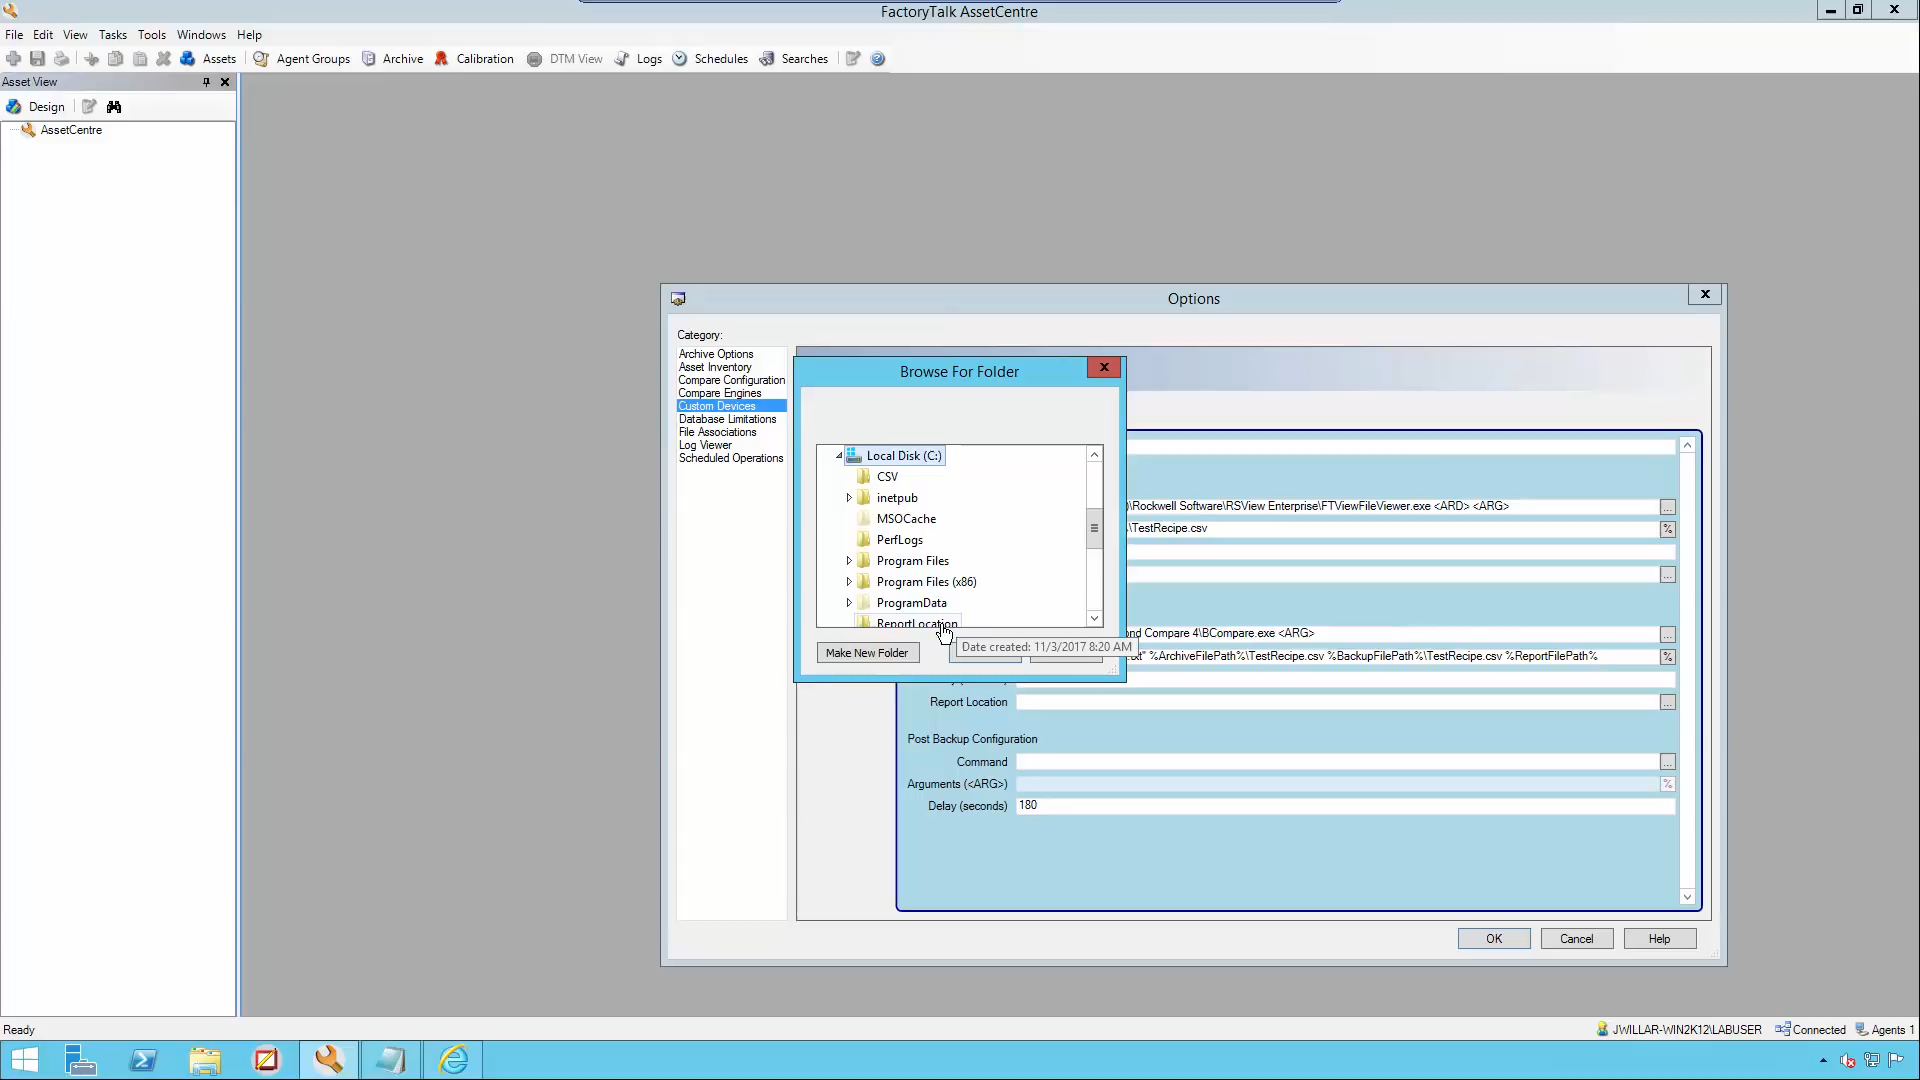 FactoryTalk AssetCentre
File Edit View Tasks Tools Windows Help
Assets Agent Groups Archive Calibration DTM View Logs Schedules Searches
Asset View
Design
AssetCentre
Options
Category:
Archive Options
Asset Inventory
Compare Configuration
Compare Engines
Custom Devices
Database Limitations
File Associations
Log Viewer
Scheduled Operations
Browse For Folder
Local Disk (C:)
CSV
inetpub
MSOCache
PerfLogs
Program Files
Program Files (x86)
ProgramData
ReportLocation
Date created: 11/3/2017 8:20 AM
Make New Folder
)\Rockwell Software\RSView Enterprise\FTViewFileViewer.exe <ARD> <ARG>
\TestRecipe.csv
Compare 4\BCompare.exe <ARG>
%ArchiveFilePath%\TestRecipe.csv %BackupFilePath%\TestRecipe.csv %ReportFilePath%
Report Location
Post Backup Configuration
Command
Arguments (<ARG>)
Delay (seconds) 180
OK Cancel Help
Ready
JWILLAR-WIN2K12\LABUSER Connected Agents 1